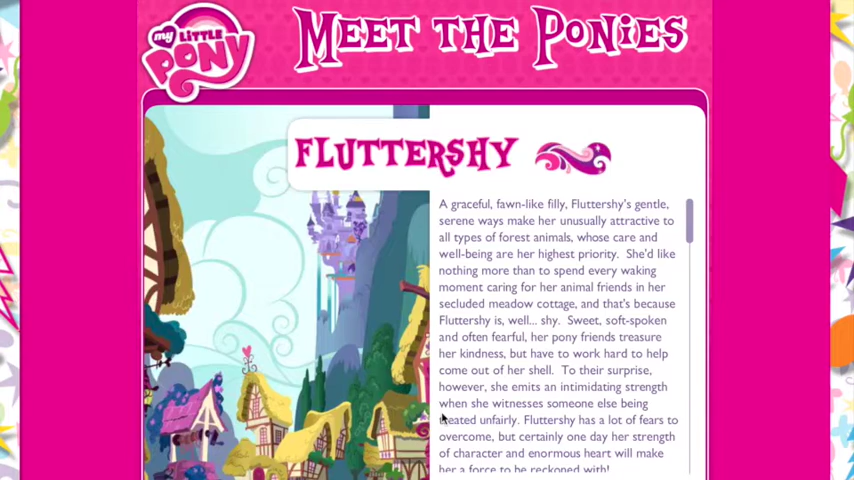 my LITTLE PONY
MEET THE PONIES
FLUTTERSHY
A graceful, fawn-like filly, Fluttershy's gentle,
serene ways make her unusually attractive to
all types of forest animals, whose care and
well-being are her highest priority.  She'd like
nothing more than to spend every waking
moment caring for her animal friends in her
secluded meadow cottage, and that's because
Fluttershy is, well... shy.  Sweet, soft-spoken
and often fearful, her pony friends treasure
her kindness, but have to work hard to help
come out of her shell.  To their surprise,
however, she emits an intimidating strength
when she witnesses someone else being
treated unfairly. Fluttershy has a lot of fears to
overcome, but certainly one day her strength
of character and enormous heart will make
her a force to be reckoned with!